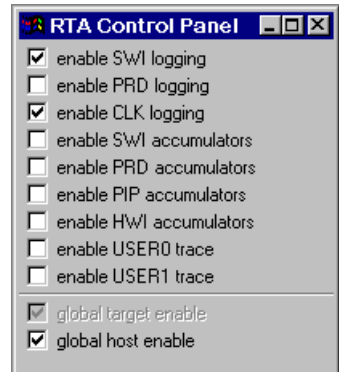 RTA Control Panel
enable SWI logging
enable PRD logging
enable CLK logging
enable SWI accumulators
enable PRD accumulators
enable PIP accumulators
enable HWI accumulators
enable USER0 trace
enable USER1 trace
global target enable
global host enable